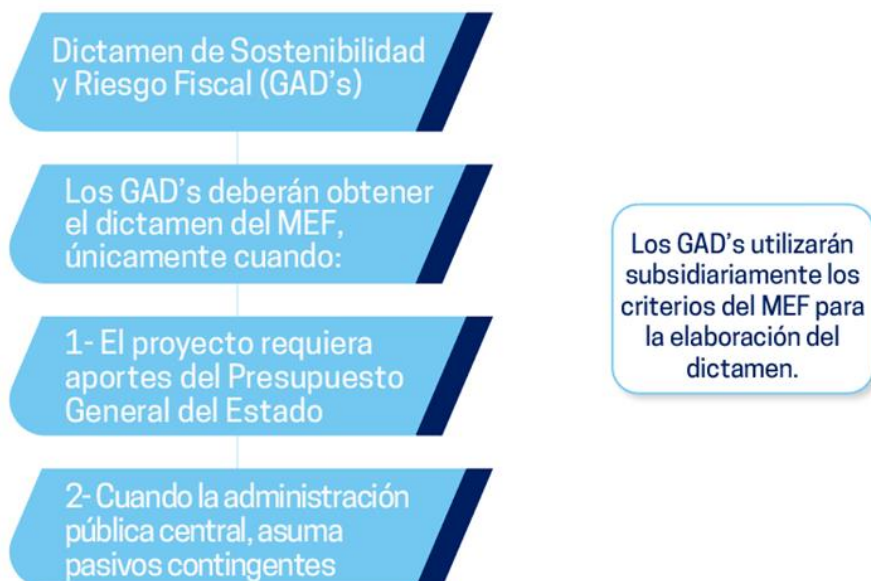 Dictamen de Sostenibilidad
y Riesgo Fiscal (GAD's)
Los GAD's deberán obtener
el dictamen del MEF,
únicamente cuando:
1- El proyecto requiera
aportes del Presupuesto
General del Estado
2- Cuando la administración
pública central, asuma
pasivos contingentes
Los GAD's utilizarán
subsidiariamente los
criterios del MEF para
la elaboración del
dictamen.